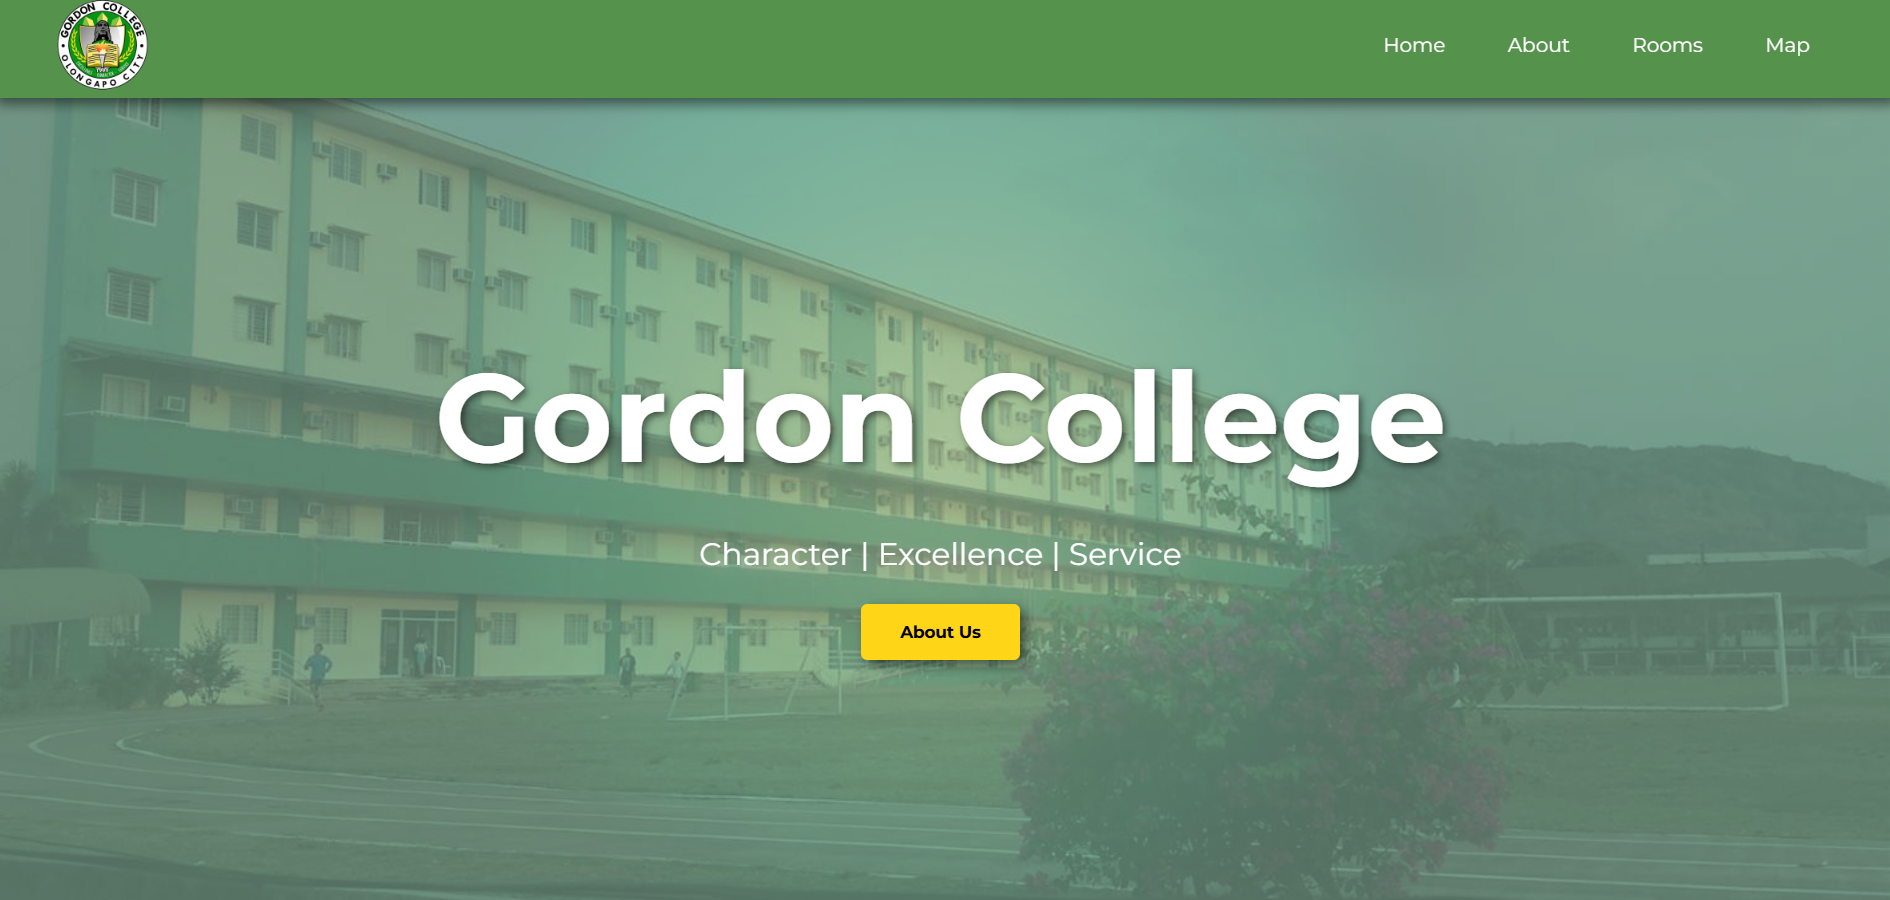 GORDON COLLEGE
OLONGAPO CITY
Home About Rooms Map
Gordon College
Character | Excellence | Service
About Us